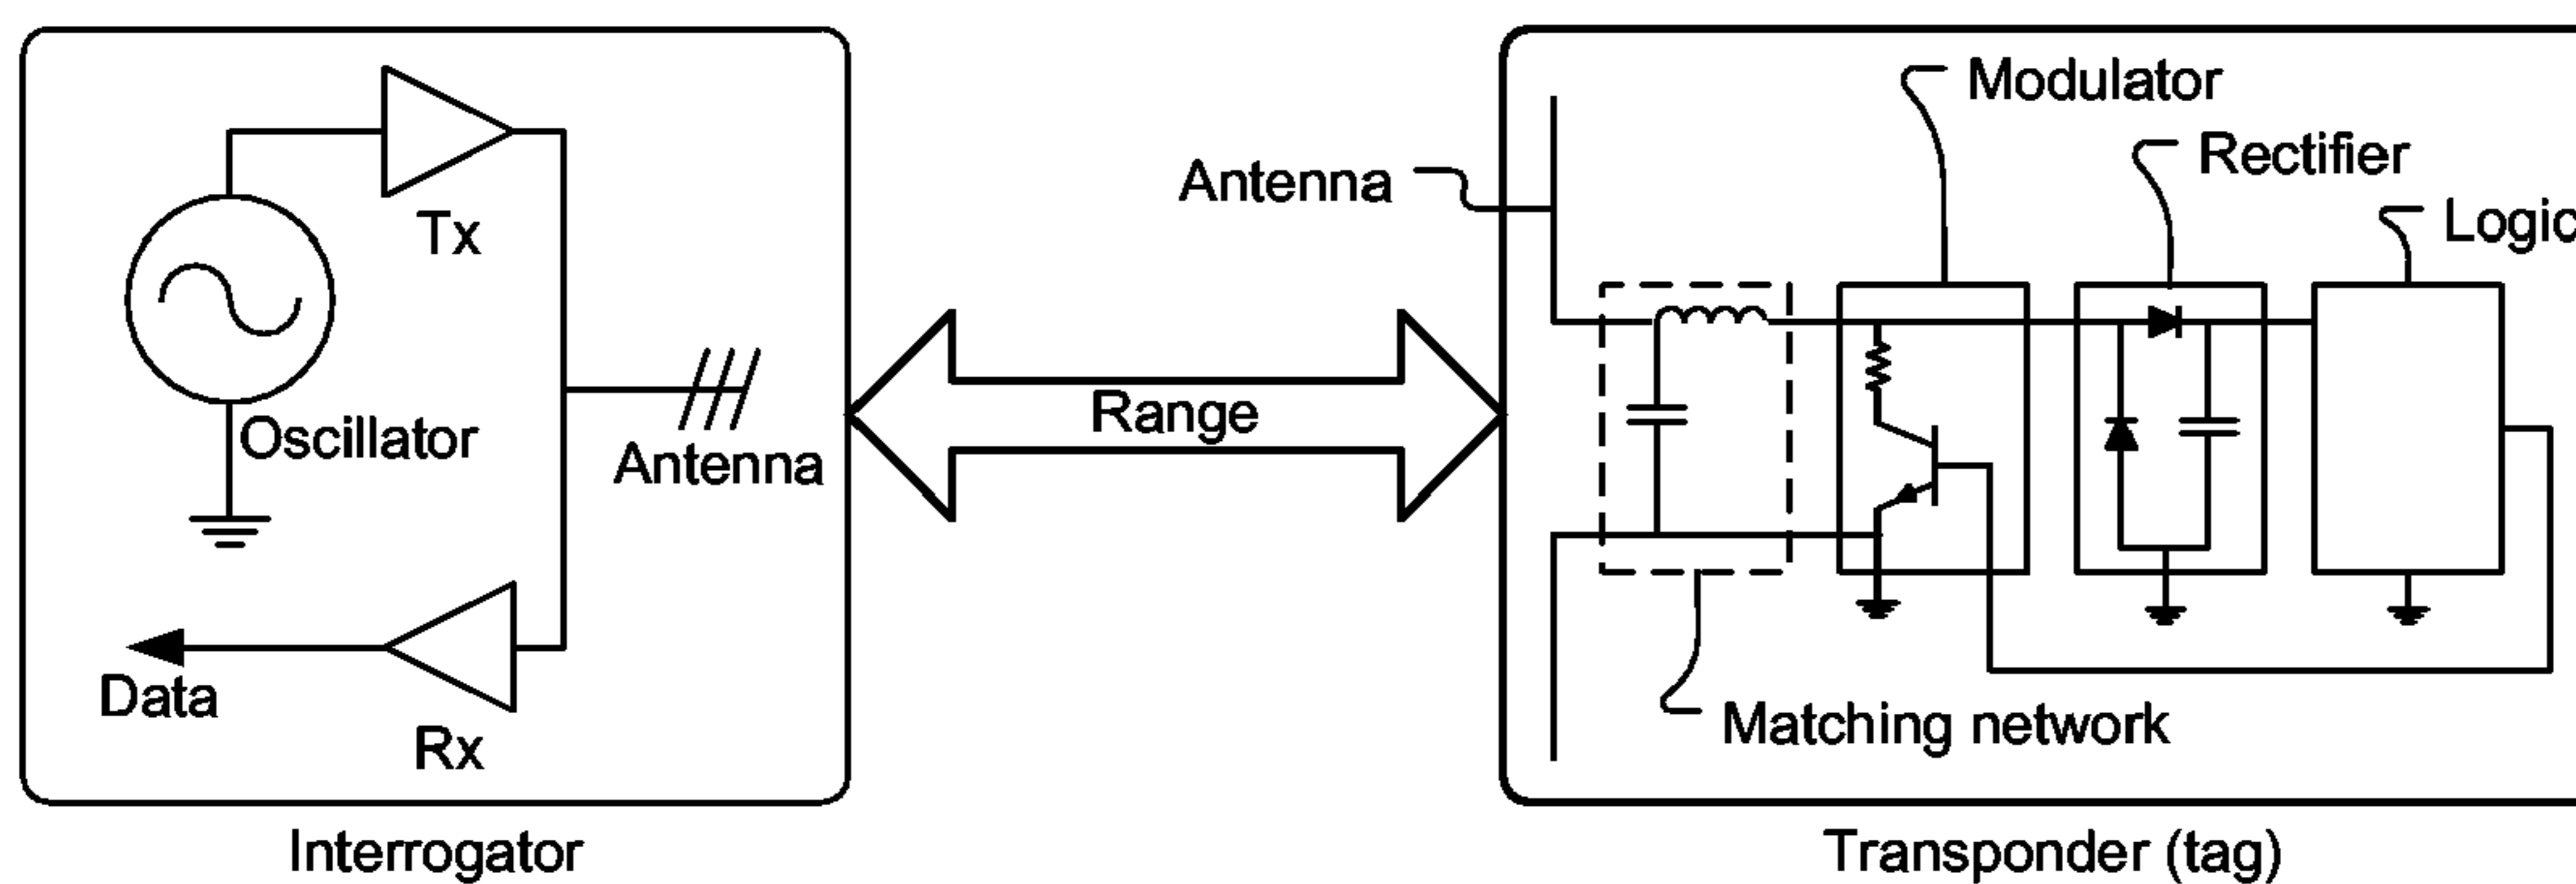 Tx
Oscillator
Antenna
Data
Rx
Interrogator
Range
Antenna
Modulator
Rectifier
Logic
Matching network
Transponder (tag)